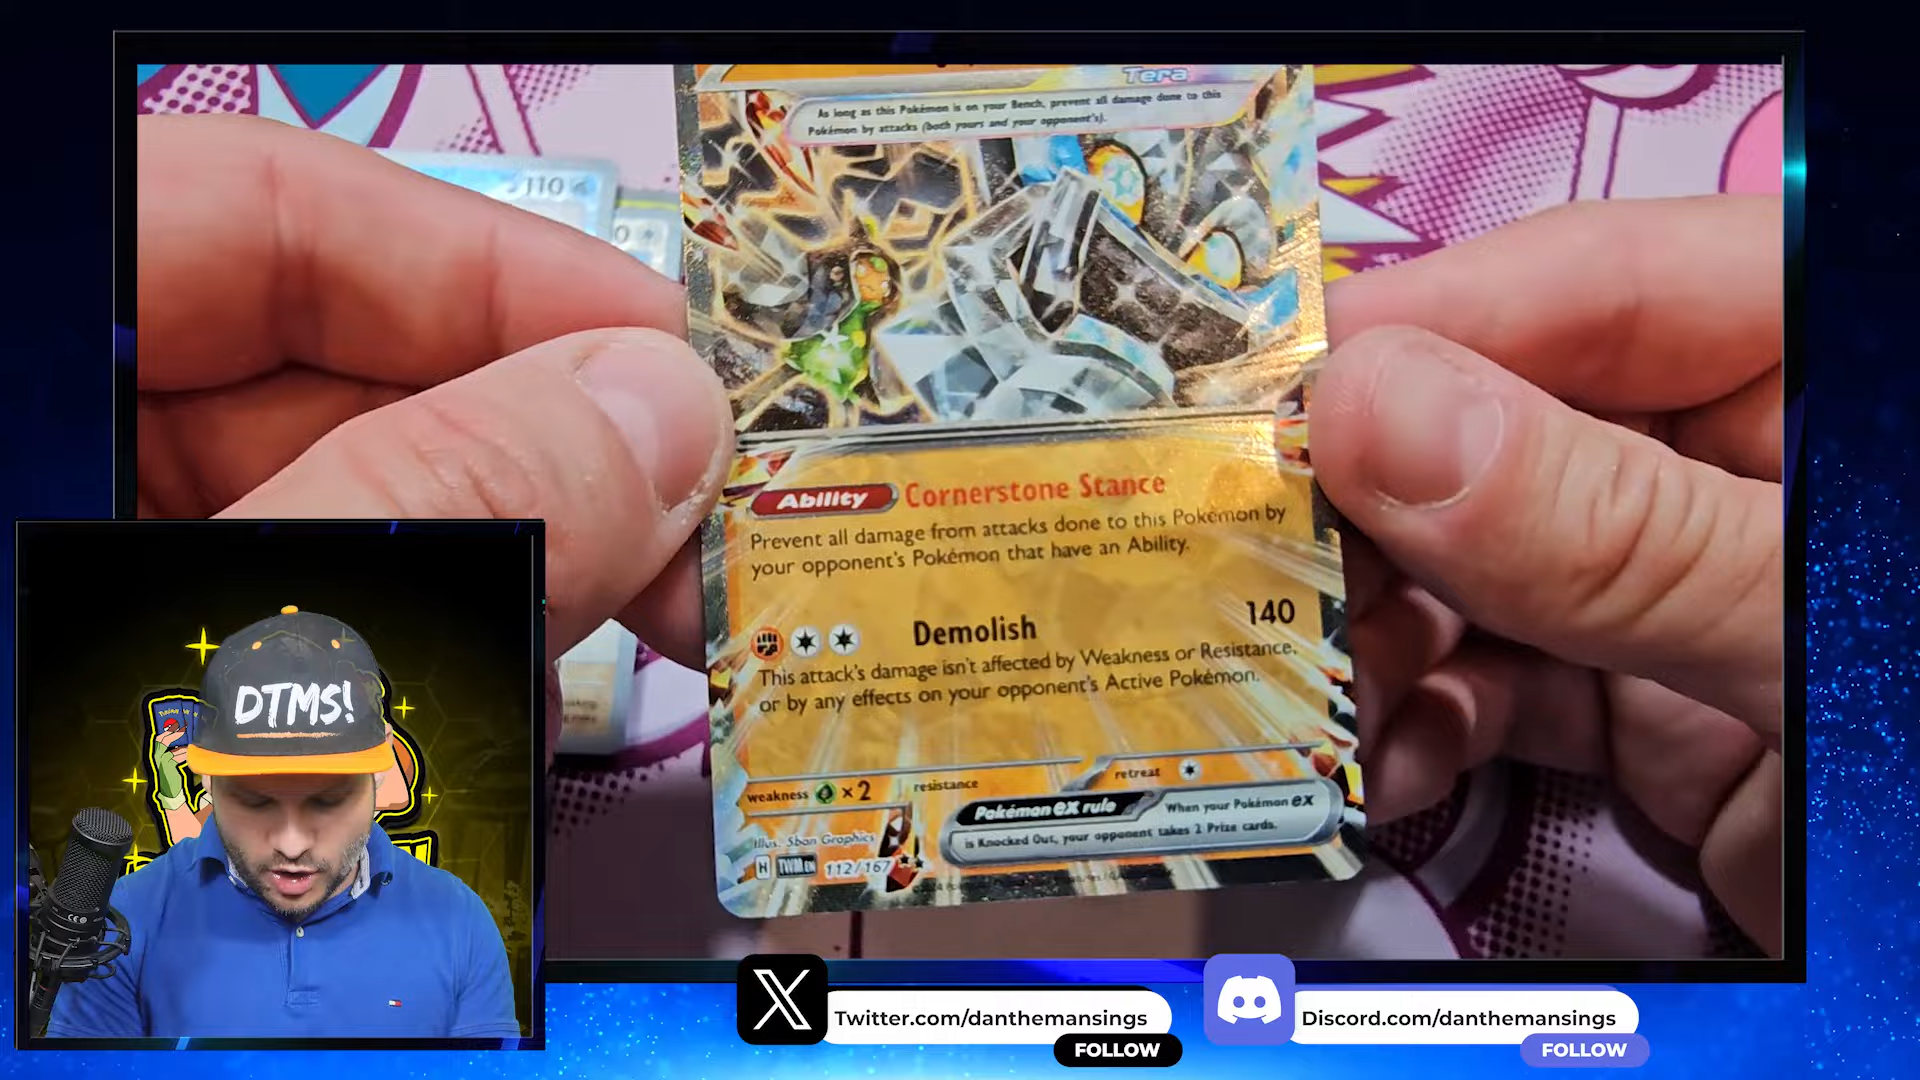 Tera
As long as this Pokémon is on your Bench, prevent all damage done to this
Pokémon by attacks (both yours and your opponent's).
110
Ability Cornerstone Stance
Prevent all damage from attacks done to this Pokémon by
your opponent's Pokémon that have an Ability.
Demolish 140
This attack's damage isn't affected by Weakness or Resistance,
or by any effects on your opponent's Active Pokémon.
weakness ×2 resistance retreat
Pokémon ex rule When your Pokémon ex
is Knocked Out, your opponent takes 2 Prize cards.
Illus. 5ban Graphics
H TWM EN 112/167
DTMS!
Twitter.com/danthemansings
FOLLOW
Discord.com/danthemansings
FOLLOW